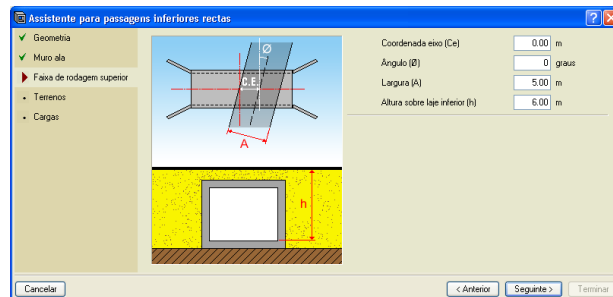 Assistente para passagens inferiores rectas
Geometria
Muro ala
Faixa de rodagem superior
Terrenos
Cargas
Ø
C.E.
A
h
Coordenada eixo (Ce) 0.00 m
Ângulo (Ø) 0 graus
Largura (A) 5.00 m
Altura sobre laje inferior (h) 6.00 m
Cancelar < Anterior Seguinte > Terminar